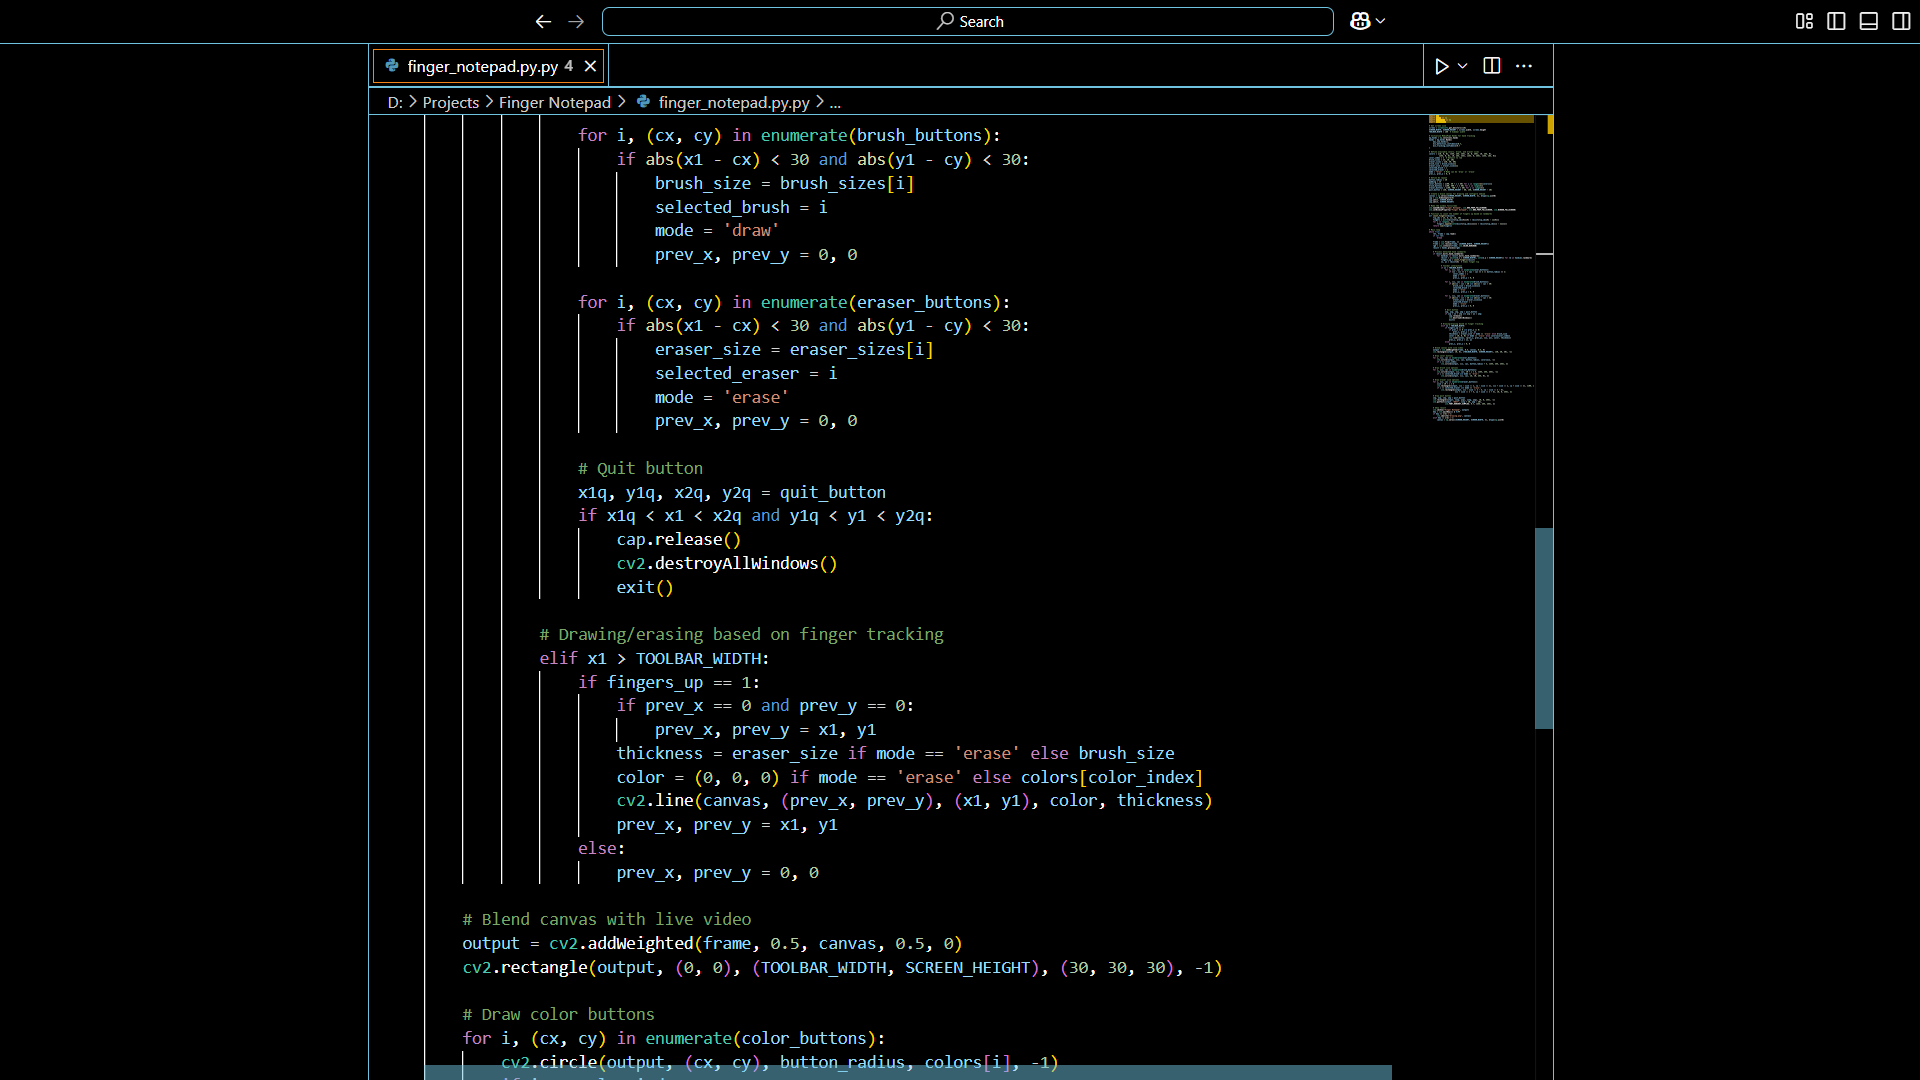 Search
finger_notepad.py.py 4
D: > Projects > Finger Notepad > finger_notepad.py.py > ...
for i, (cx, cy) in enumerate(brush_buttons):
if abs(x1 - cx) < 30 and abs(y1 - cy) < 30:
brush_size = brush_sizes[i]
selected_brush = i
mode = 'draw'
prev_x, prev_y = 0, 0
for i, (cx, cy) in enumerate(eraser_buttons):
if abs(x1 - cx) < 30 and abs(y1 - cy) < 30:
eraser_size = eraser_sizes[i]
selected_eraser = i
mode = 'erase'
prev_x, prev_y = 0, 0
# Quit button
x1q, y1q, x2q, y2q = quit_button
if x1q < x1 < x2q and y1q < y1 < y2q:
cap.release()
cv2.destroyAllWindows()
exit()
# Drawing/erasing based on finger tracking
elif x1 > TOOLBAR_WIDTH:
if fingers_up == 1:
if prev_x == 0 and prev_y == 0:
prev_x, prev_y = x1, y1
thickness = eraser_size if mode == 'erase' else brush_size
color = (0, 0, 0) if mode == 'erase' else colors[color_index]
cv2.line(canvas, (prev_x, prev_y), (x1, y1), color, thickness)
prev_x, prev_y = x1, y1
else:
prev_x, prev_y = 0, 0
# Blend canvas with live video
output = cv2.addWeighted(frame, 0.5, canvas, 0.5, 0)
cv2.rectangle(output, (0, 0), (TOOLBAR_WIDTH, SCREEN_HEIGHT), (30, 30, 30), -1)
# Draw color buttons
for i, (cx, cy) in enumerate(color_buttons):
cv2.circle(output, (cx, cy), button_radius, colors[i], -1)